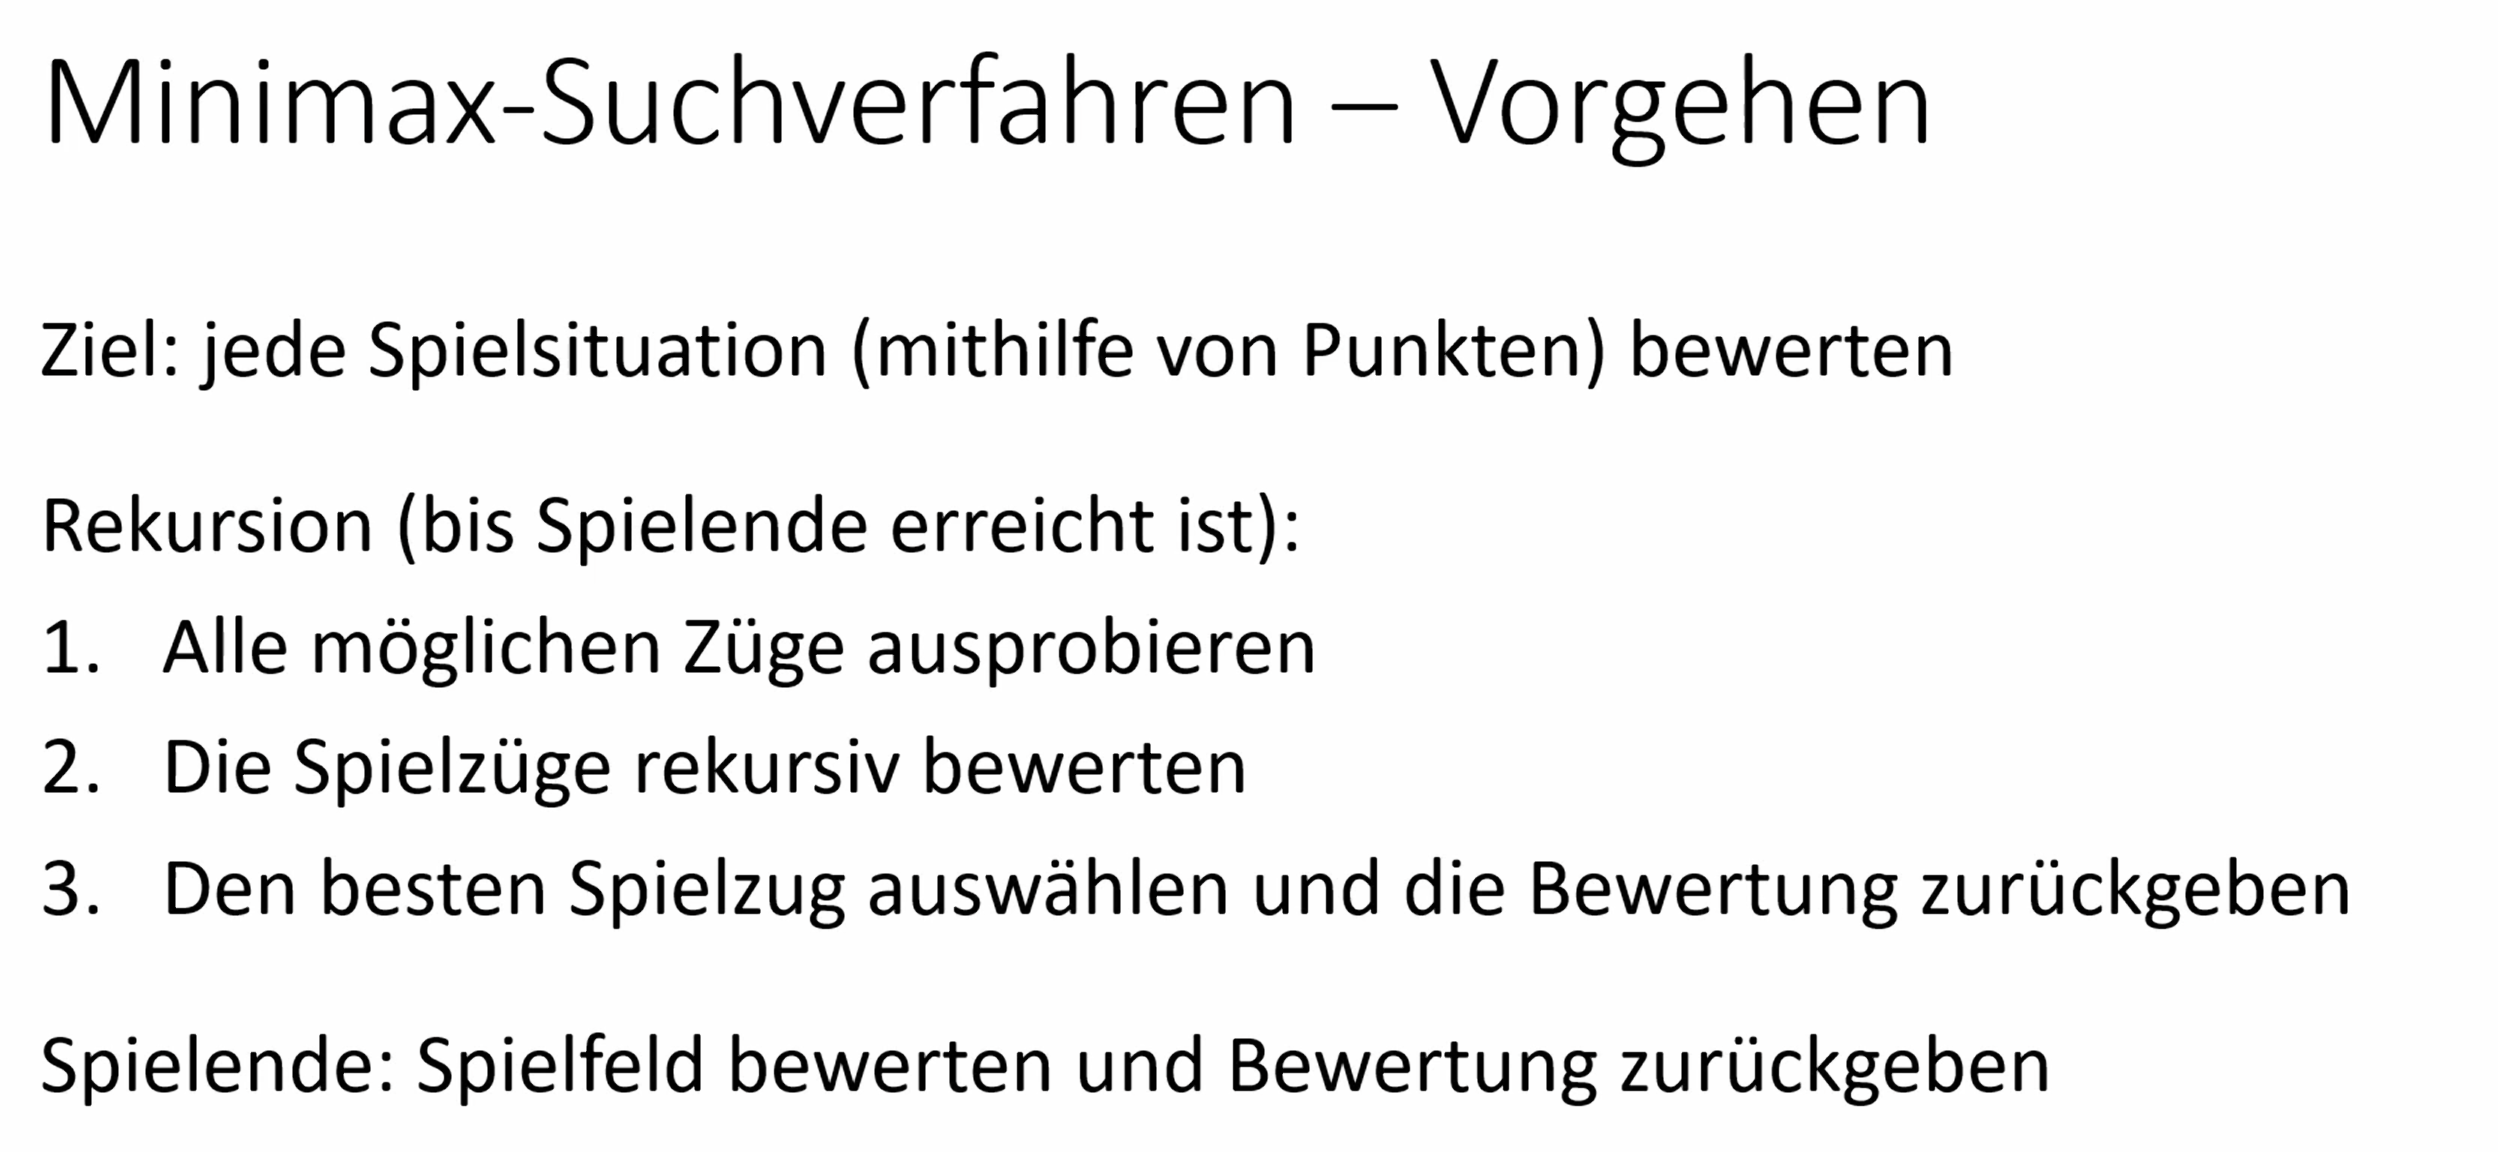 Minimax-Suchverfahren – Vorgehen
Ziel: jede Spielsituation (mithilfe von Punkten) bewerten
Rekursion (bis Spielende erreicht ist):
1. Alle möglichen Züge ausprobieren
2. Die Spielzüge rekursiv bewerten
3. Den besten Spielzug auswählen und die Bewertung zurückgeben
Spielende: Spielfeld bewerten und Bewertung zurückgeben